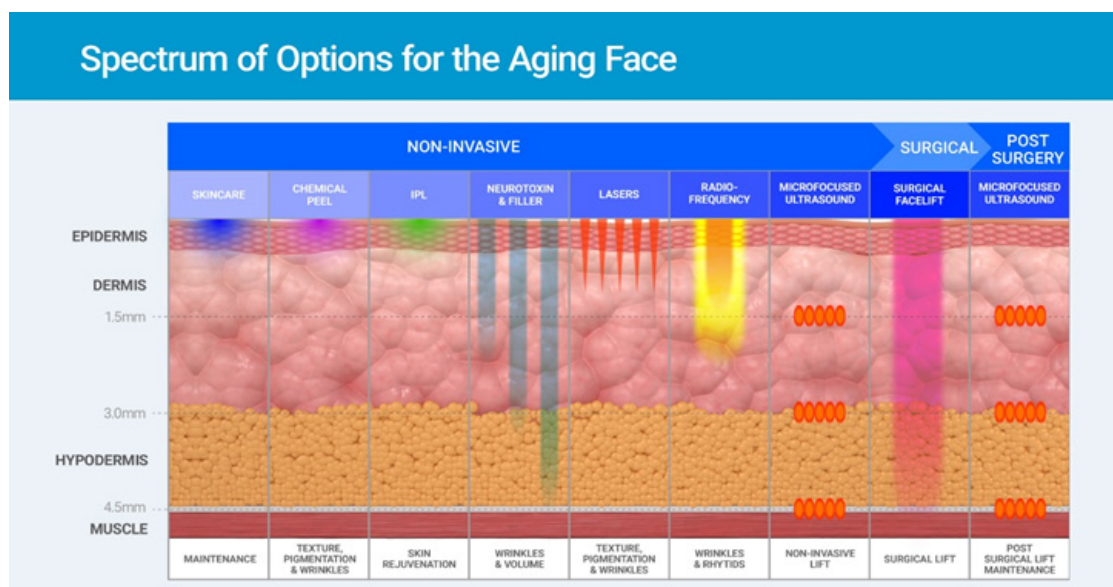 Spectrum of Options for the Aging Face
NON-INVASIVE
SURGICAL
POST
SURGERY
SKINCARE
CHEMICAL
PEEL
IPL
NEUROTOXIN
& FILLER
LASERS
RADIO-
FREQUENCY
MICROFOCUSED
ULTRASOUND
SURGICAL
FACELIFT
MICROFOCUSED
ULTRASOUND
EPIDERMIS
DERMIS
1.5mm
3.0mm
HYPODERMIS
4.5mm
MUSCLE
MAINTENANCE
TEXTURE,
PIGMENTATION
& WRINKLES
SKIN
REJUVENATION
WRINKLES
& VOLUME
TEXTURE,
PIGMENTATION
& WRINKLES
WRINKLES
& RHYTIDS
NON-INVASIVE
LIFT
SURGICAL LIFT
POST
SURGICAL LIFT
MAINTENANCE